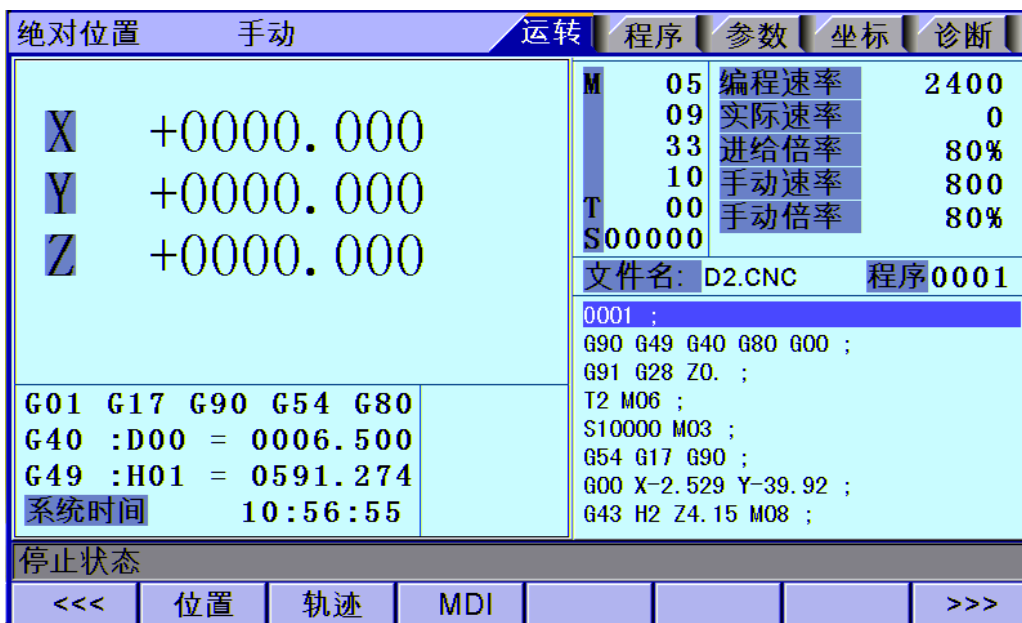 绝对位置 手动 运转 程序 参数 坐标 诊断
X +0000.000
Y +0000.000
Z +0000.000
G01 G17 G90 G54 G80
G40 :D00 = 0006.500
G49 :H01 = 0591.274
系统时间 10:56:55
M 05 编程速率 2400
09 实际速率 0
33 进给倍率 80%
10 手动速率 800
T 00 手动倍率 80%
S00000
文件名: D2.CNC 程序0001
0001 ;
G90 G49 G40 G80 G00 ;
G91 G28 Z0. ;
T2 M06 ;
S10000 M03 ;
G54 G17 G90 ;
G00 X-2.529 Y-39.92 ;
G43 H2 Z4.15 M08 ;
停止状态
<<< 位置 轨迹 MDI >>>